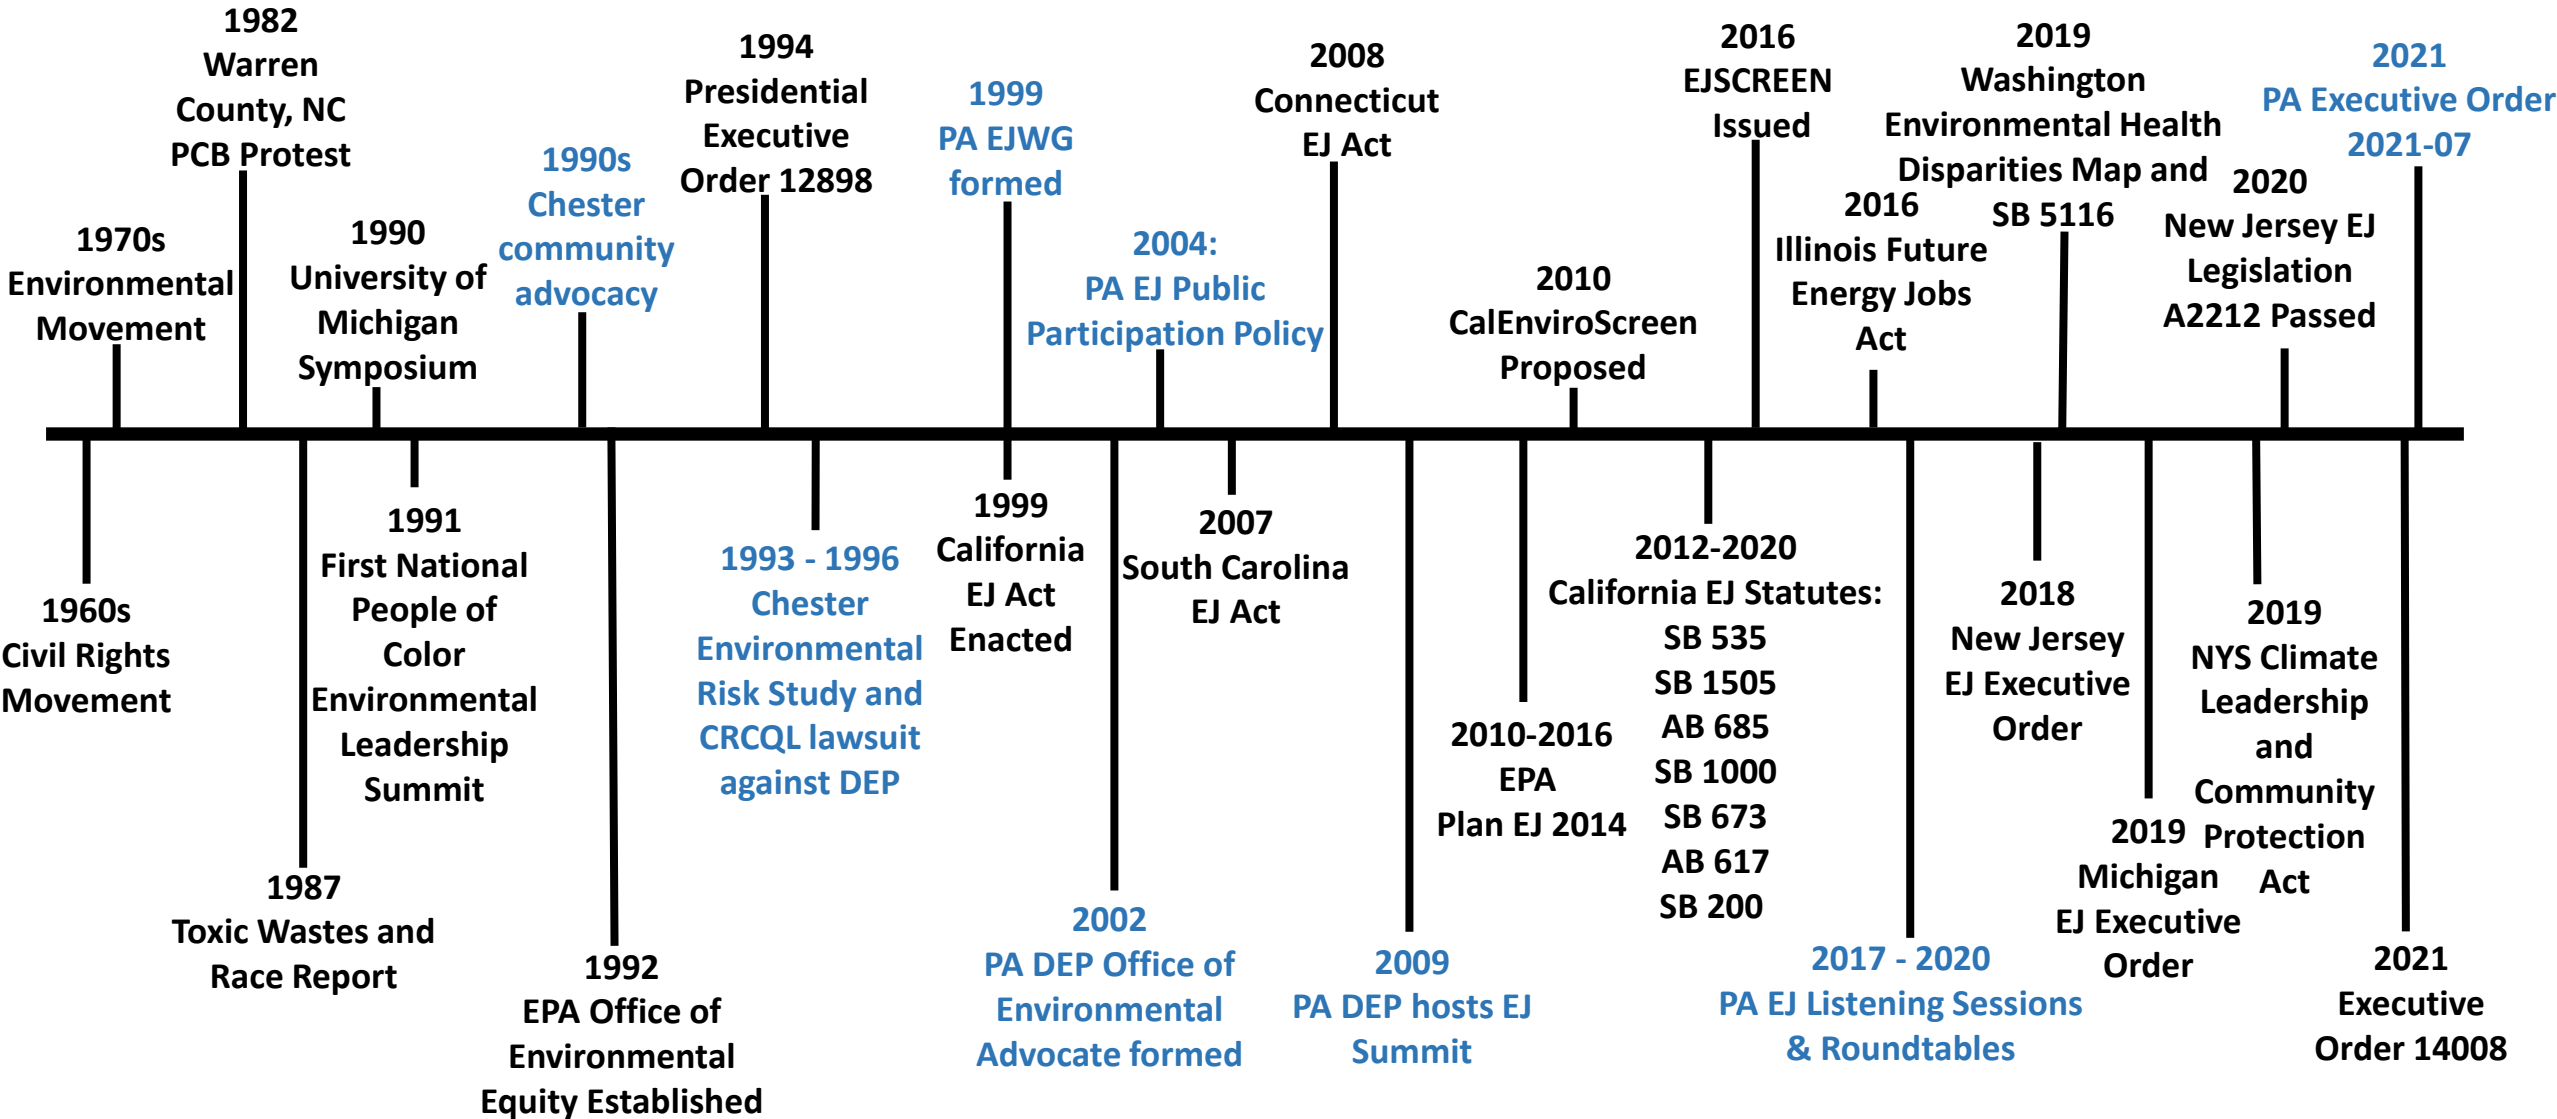 1982
Warren
County, NC
PCB Protest
1994
Presidential
Executive
Order 12898
2008
Connecticut
EJ Act
2016
EJSCREEN
Issued
2019
Washington
Environmental Health
Disparities Map and
SB 5116
2021
PA Executive Order
2021-07
1999
PA EJWG
formed
1990s
Chester
community
advocacy
1970s
Environmental
Movement
1990
University of
Michigan
Symposium
2004:
PA EJ Public
Participation Policy
2010
CalEnviroScreen
Proposed
2016
Illinois Future
Energy Jobs
Act
2020
New Jersey EJ
Legislation
A2212 Passed
1960s
Civil Rights
Movement
1987
Toxic Wastes and
Race Report
1991
First National
People of
Color
Environmental
Leadership
Summit
1992
EPA Office of
Environmental
Equity Established
1993 - 1996
Chester
Environmental
Risk Study and
CRCQL lawsuit
against DEP
1999
California
EJ Act
Enacted
2002
PA DEP Office of
Environmental
Advocate formed
2007
South Carolina
EJ Act
2009
PA DEP hosts EJ
Summit
2010-2016
EPA
Plan EJ 2014
2012-2020
California EJ Statutes:
SB 535
SB 1505
AB 685
SB 1000
SB 673
AB 617
SB 200
2017 - 2020
PA EJ Listening Sessions
& Roundtables
2018
New Jersey
EJ Executive
Order
2019
Michigan
EJ Executive
Order
2019
NYS Climate
Leadership
and
Community
Protection
Act
2021
Executive
Order 14008